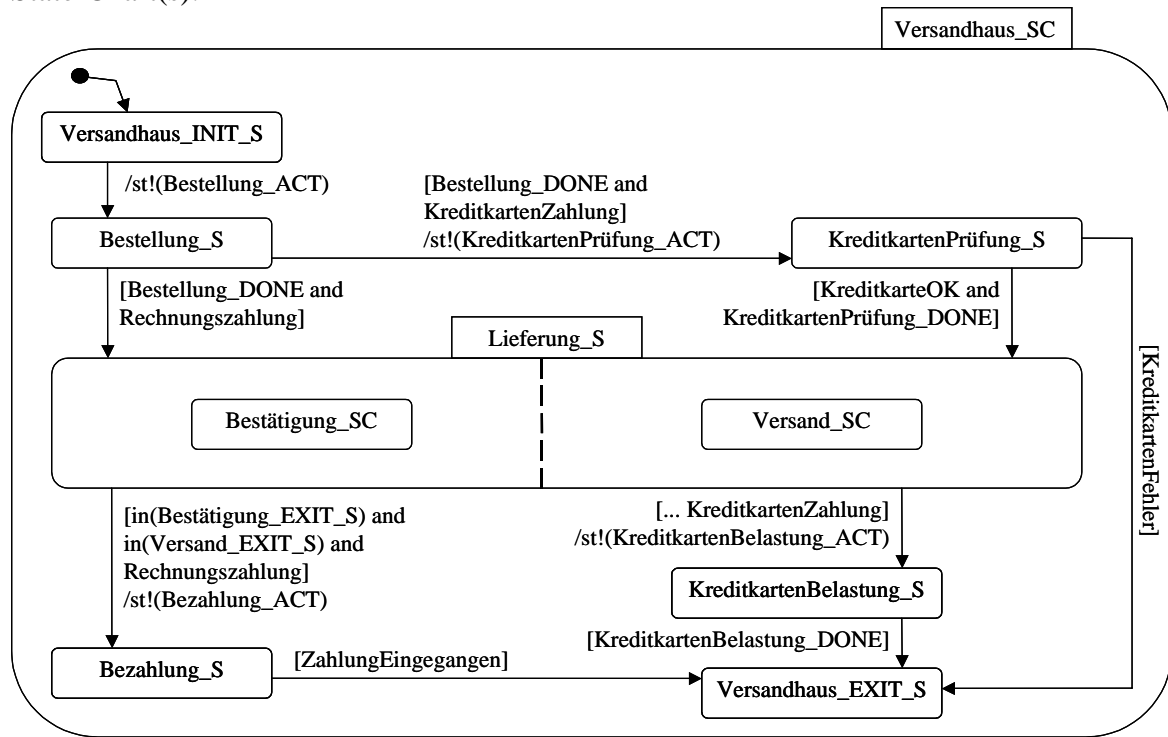 Versandhaus_SC
Versandhaus_INIT_S
/st!(Bestellung_ACT)
[Bestellung_DONE and
KreditkartenZahlung]
/st!(KreditkartenPrüfung_ACT)
Bestellung_S
KreditkartenPrüfung_S
[Bestellung_DONE and
Rechnungszahlung]
[KreditkarteOK and
KreditkartenPrüfung_DONE]
Lieferung_S
[KreditkartenFehler]
Bestätigung_SC
Versand_SC
[in(Bestätigung_EXIT_S) and
in(Versand_EXIT_S) and
Rechnungszahlung]
/st!(Bezahlung_ACT)
[... KreditkartenZahlung]
/st!(KreditkartenBelastung_ACT)
KreditkartenBelastung_S
[KreditkartenBelastung_DONE]
Bezahlung_S
[ZahlungEingegangen]
Versandhaus_EXIT_S